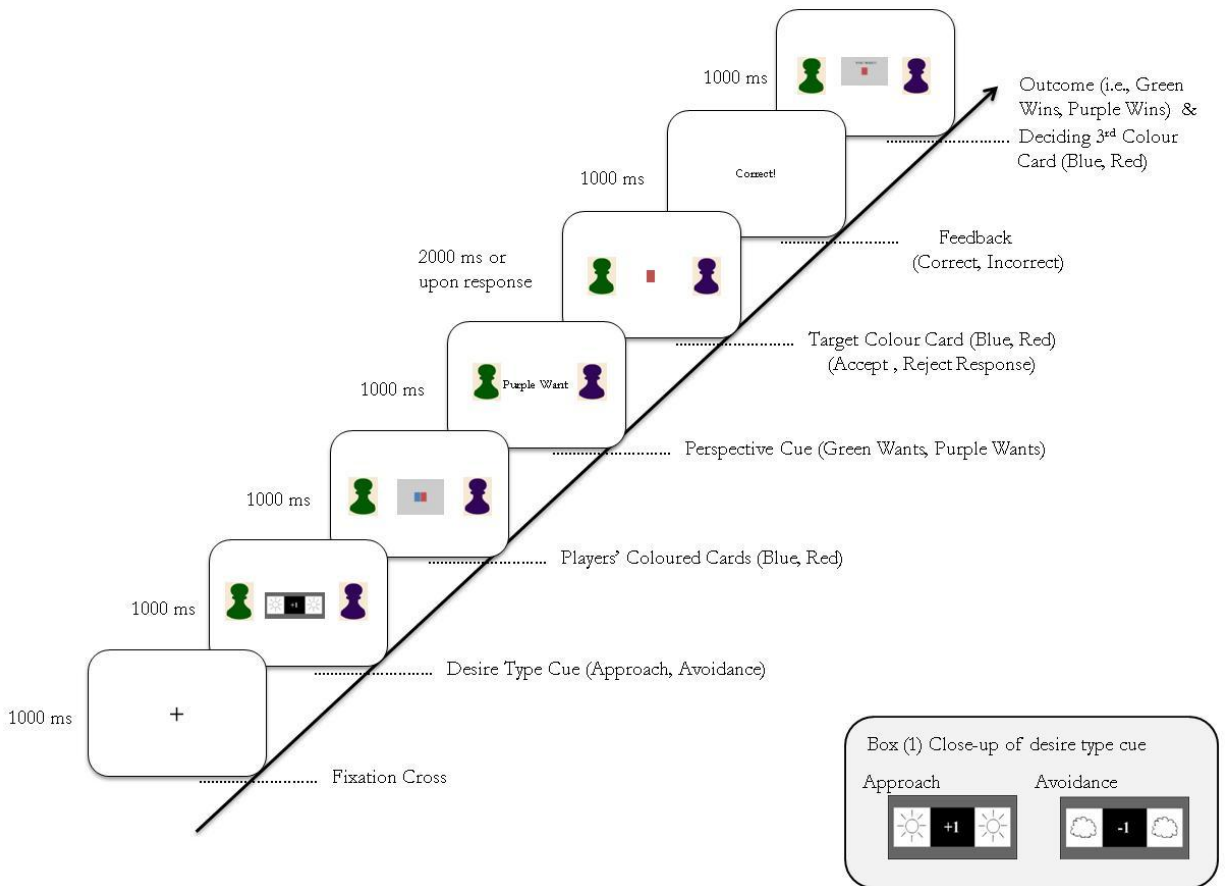 1000 ms
Outcome (i.e., Green
Wins, Purple Wins) &
Deciding 3rd Colour
Card (Blue, Red)
Correct!
1000 ms
Feedback
(Correct, Incorrect)
2000 ms or
upon response
Target Colour Card (Blue, Red)
(Accept , Reject Response)
Purple Want
1000 ms
Perspective Cue (Green Wants, Purple Wants)
1000 ms
Players' Coloured Cards (Blue, Red)
+1
1000 ms
Desire Type Cue (Approach, Avoidance)
+
1000 ms
Fixation Cross
Box (1) Close-up of desire type cue
Approach
Avoidance
+1
-1